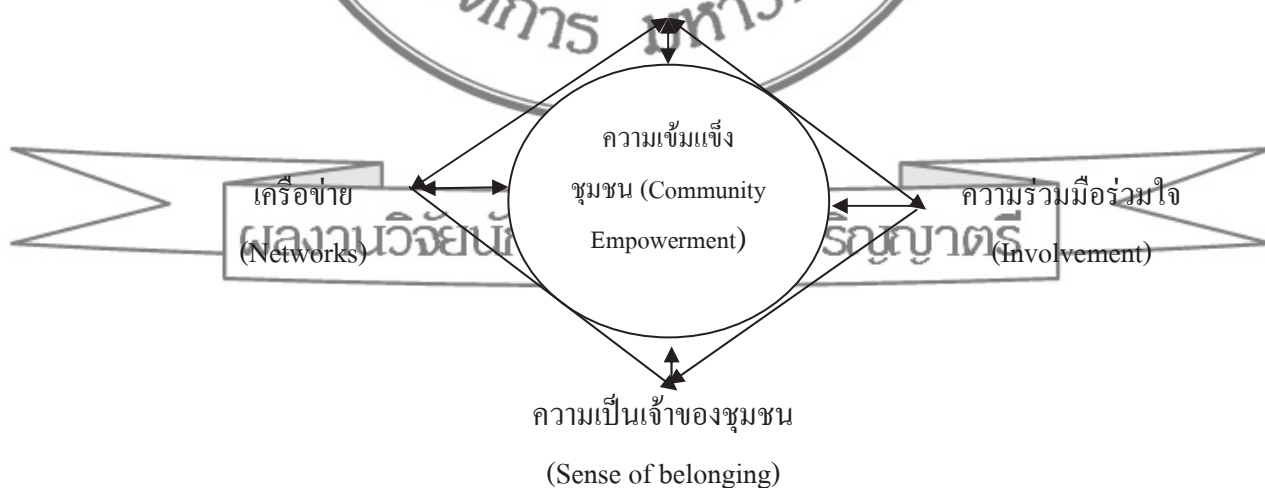 ความเข้มแข็ง
ชุมชน (Community
Empowerment)
เครือข่าย
(Networks)
ความร่วมมือร่วมใจ
(Involvement)
ความเป็นเจ้าของชุมชน
(Sense of belonging)